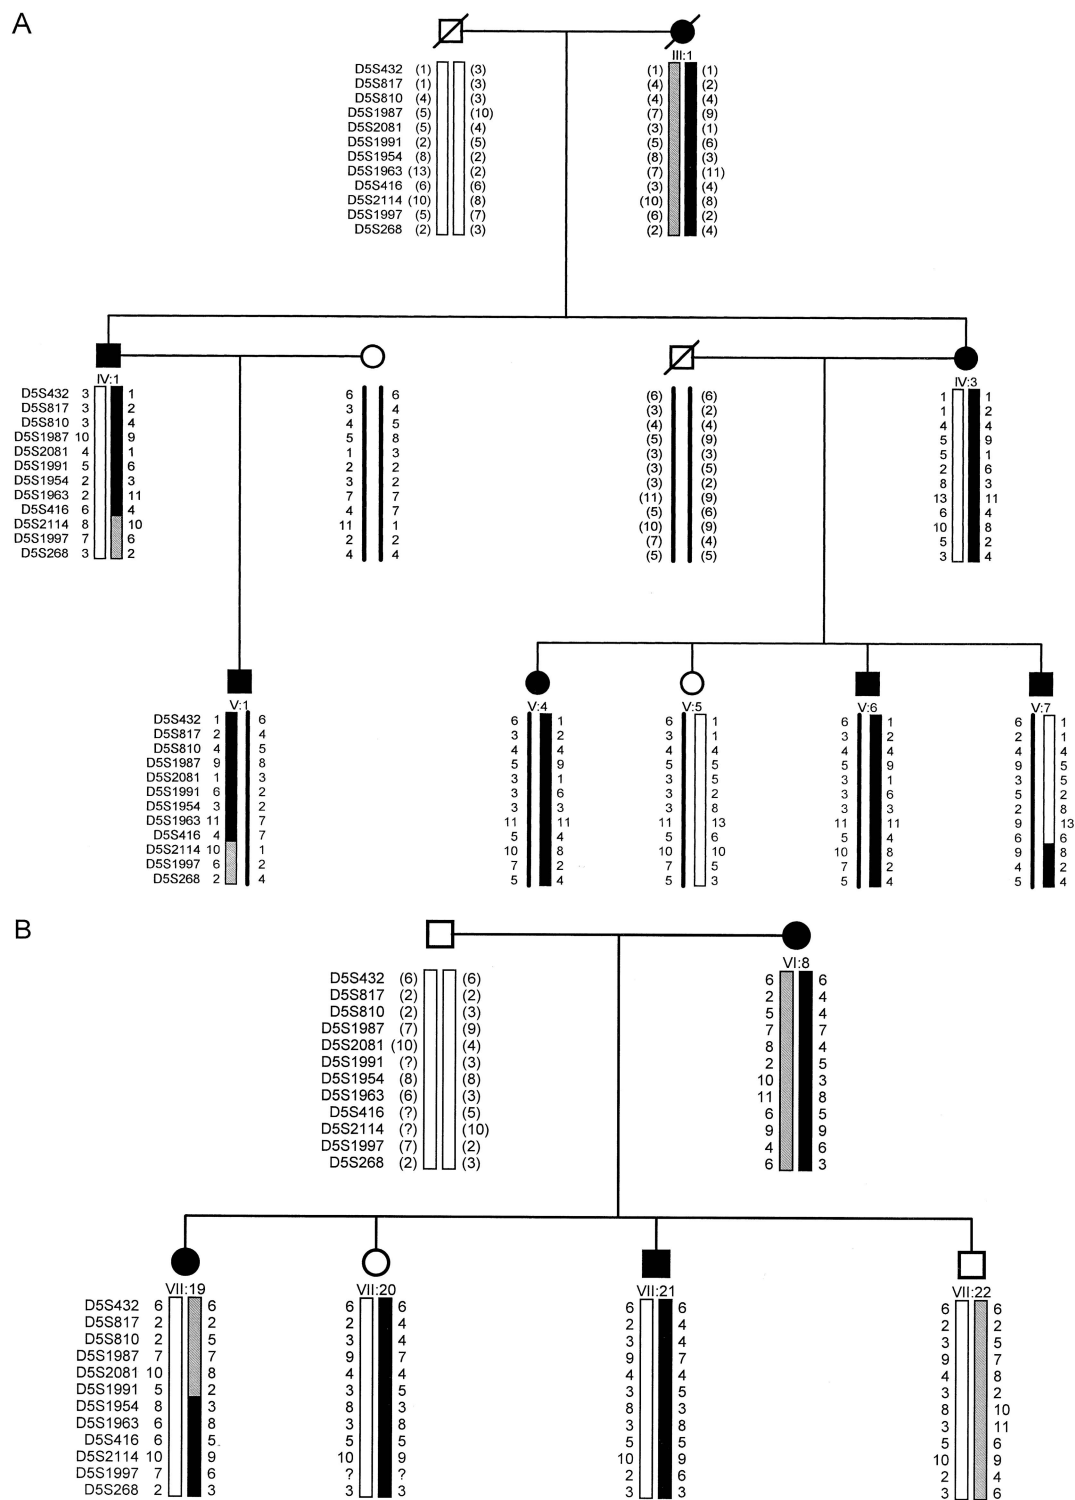 A
III:1
D5S432 (1) (3) (1) (1)
D5S817 (1) (3) (4) (2)
D5S810 (4) (3) (4) (4)
D5S1987 (5) (10) (7) (9)
D5S2081 (5) (4) (3) (1)
D5S1991 (2) (5) (5) (6)
D5S1954 (8) (2) (8) (3)
D5S1963 (13) (2) (7) (11)
D5S416 (6) (6) (3) (4)
D5S2114 (10) (8) (10) (8)
D5S1997 (5) (7) (6) (2)
D5S268 (2) (3) (2) (4)
IV:1 IV:3
D5S432 3 1 6 6 (6) (6) 1 1
D5S817 3 2 3 4 (3) (2) 1 2
D5S810 3 4 4 5 (4) (4) 4 4
D5S1987 10 9 5 8 (5) (9) 5 9
D5S2081 4 1 1 3 (3) (3) 5 1
D5S1991 5 6 2 2 (3) (5) 2 6
D5S1954 2 3 3 2 (3) (2) 8 3
D5S1963 2 11 7 7 (11) (9) 13 11
D5S416 6 4 4 7 (5) (6) 6 4
D5S2114 8 10 11 1 (10) (9) 10 8
D5S1997 7 6 2 2 (7) (4) 5 2
D5S268 3 2 4 4 (5) (5) 3 4
V:1 V:4 V:5 V:6 V:7
D5S432 1 6 6 1 6 1 6 1 6 1
D5S817 2 4 3 2 3 1 3 2 2 1
D5S810 4 5 4 4 4 4 4 4 4 4
D5S1987 9 8 5 9 5 5 5 9 9 5
D5S2081 1 3 3 1 3 5 3 1 3 5
D5S1991 6 2 3 6 3 2 3 6 5 2
D5S1954 3 2 3 3 3 8 3 3 2 8
D5S1963 11 7 11 11 11 13 11 11 9 13
D5S416 4 7 5 4 5 6 5 4 6 6
D5S2114 10 1 10 8 10 10 10 8 9 8
D5S1997 6 2 7 2 7 5 7 2 4 2
D5S268 2 4 5 4 5 3 5 4 5 4
B
VI:8
D5S432 (6) (6) 6 6
D5S817 (2) (2) 2 4
D5S810 (2) (3) 5 4
D5S1987 (7) (9) 7 7
D5S2081 (10) (4) 8 4
D5S1991 (?) (3) 2 5
D5S1954 (8) (8) 10 3
D5S1963 (6) (3) 11 8
D5S416 (?) (5) 6 5
D5S2114 (?) (10) 9 9
D5S1997 (7) (2) 4 6
D5S268 (2) (3) 6 3
VII:19 VII:20 VII:21 VII:22
D5S432 6 6 6 6 6 6 6 6
D5S817 2 2 2 4 2 4 2 2
D5S810 2 5 3 4 3 4 3 5
D5S1987 7 7 9 7 9 7 9 7
D5S2081 10 8 4 4 4 4 4 8
D5S1991 5 2 3 5 3 5 3 2
D5S1954 8 3 8 3 8 3 8 10
D5S1963 6 8 3 8 3 8 3 11
D5S416 6 5 5 5 5 5 5 6
D5S2114 10 9 10 9 10 9 10 9
D5S1997 7 6 ? ? 2 6 2 4
D5S268 2 3 3 3 3 3 3 6